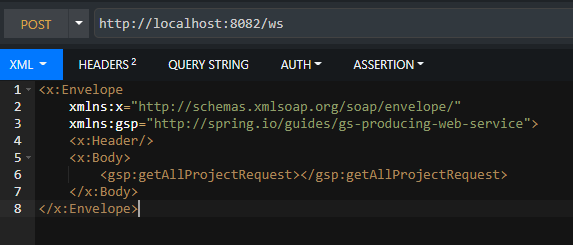 POST http://localhost:8082/ws
XML HEADERS 2 QUERY STRING AUTH ASSERTION
1 <x:Envelope
2 xmlns:x="http://schemas.xmlsoap.org/soap/envelope/"
3 xmlns:gsp="http://spring.io/guides/gs-producing-web-service">
4 <x:Header/>
5 <x:Body>
6 <gsp:getAllProjectRequest></gsp:getAllProjectRequest>
7 </x:Body>
8 </x:Envelope>